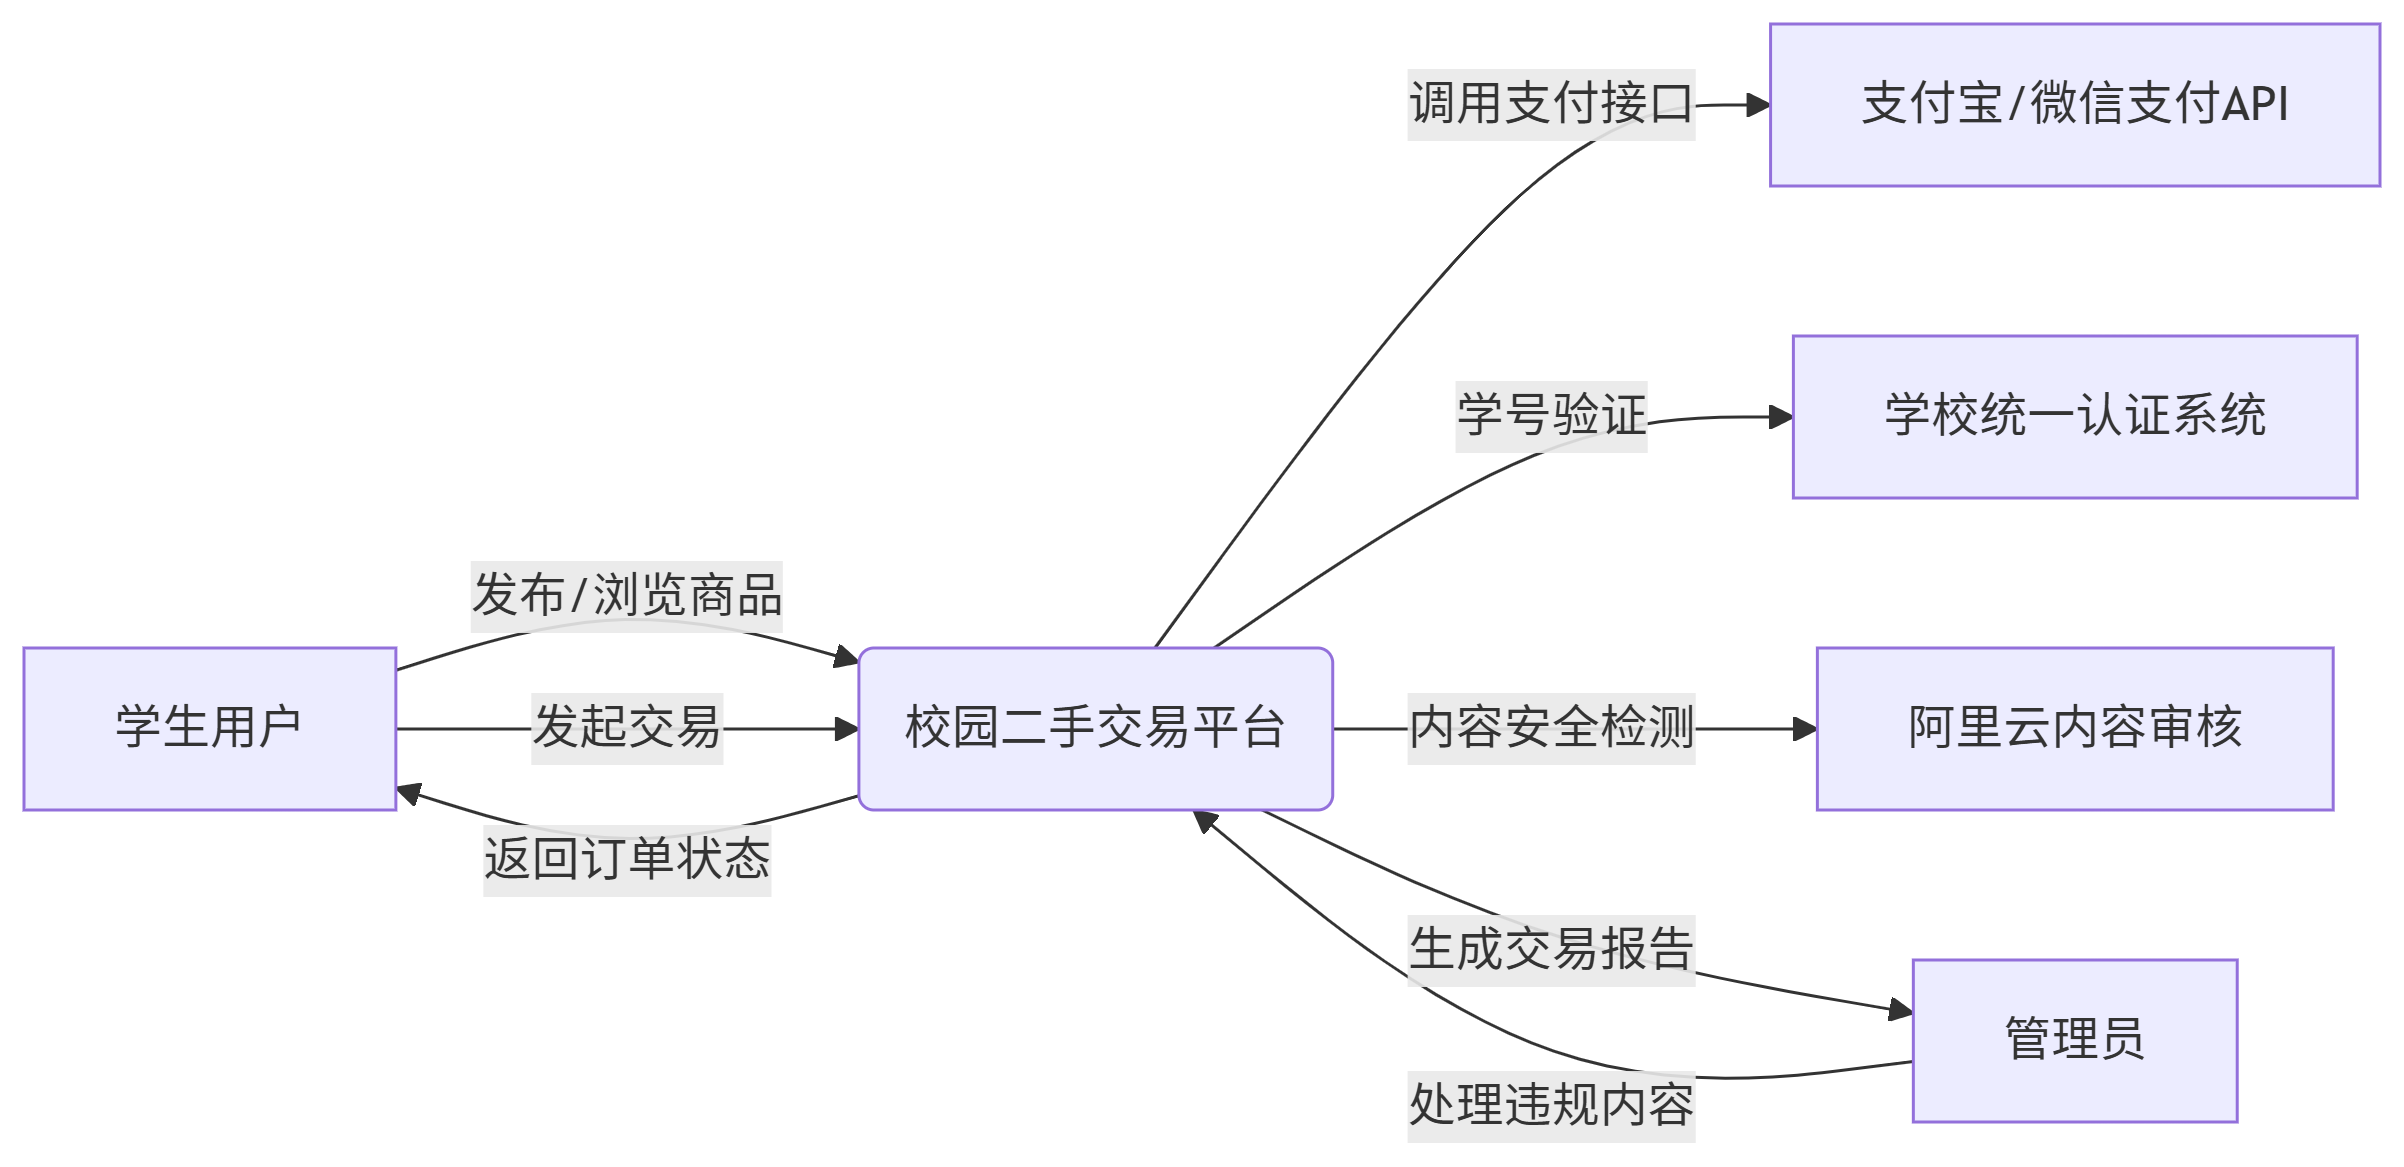 调用支付接口
支付宝/微信支付API
学号验证
学校统一认证系统
发布/浏览商品
学生用户
发起交易
校园二手交易平台
内容安全检测
阿里云内容审核
返回订单状态
生成交易报告
管理员
处理违规内容